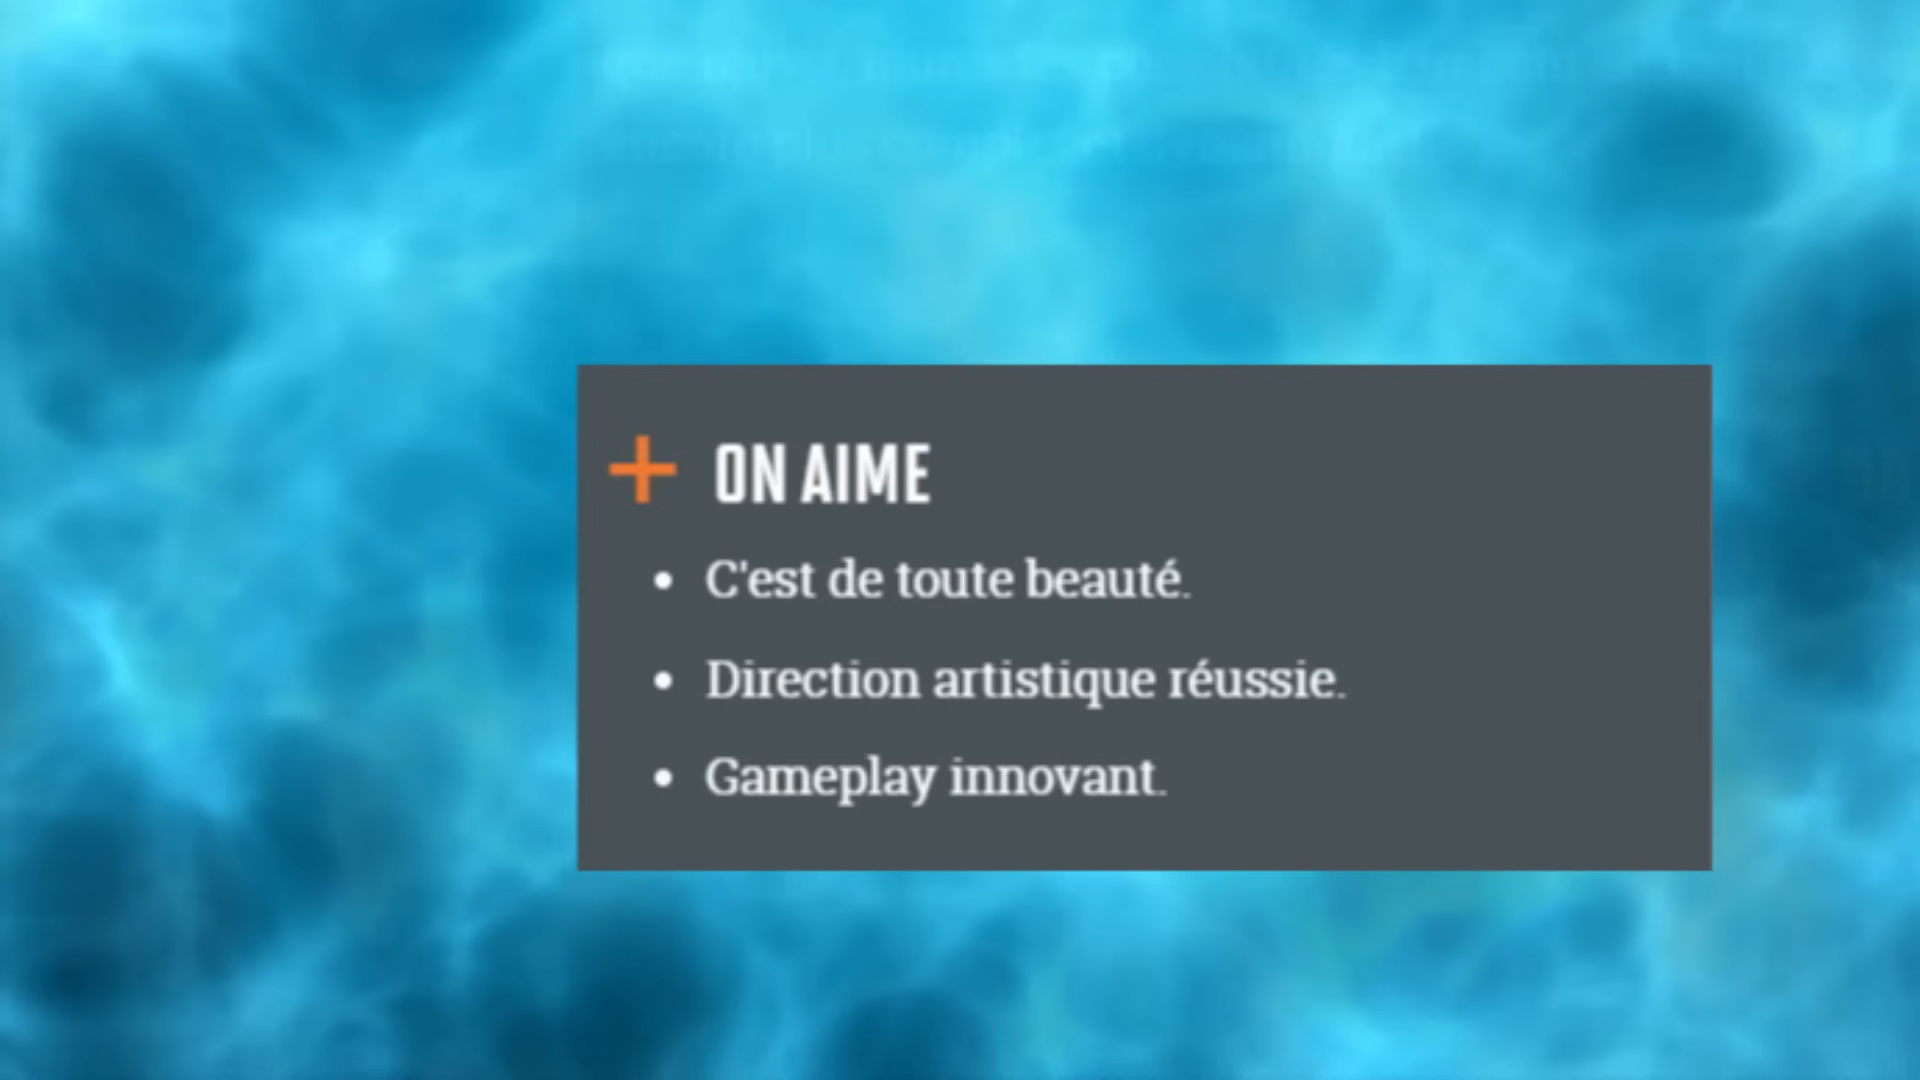 ON AIME
• C'est de toute beauté.
• Direction artistique réussie.
• Gameplay innovant.